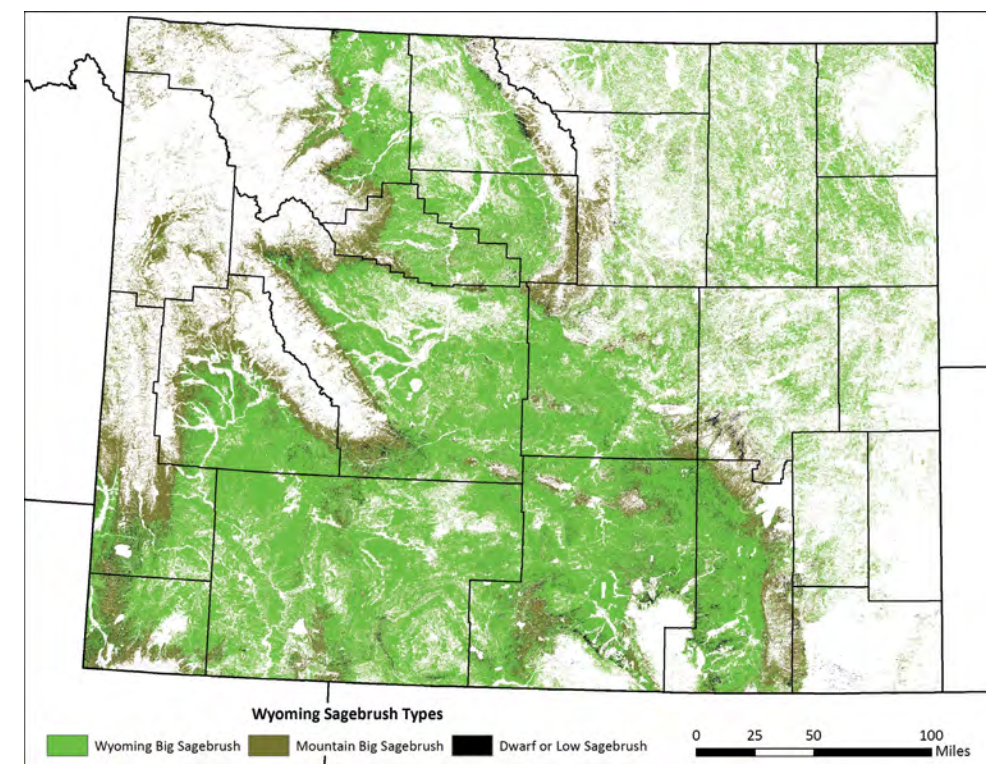 Wyoming Sagebrush Types
Wyoming Big Sagebrush
Mountain Big Sagebrush
Dwarf or Low Sagebrush
0 25 50 100
Miles